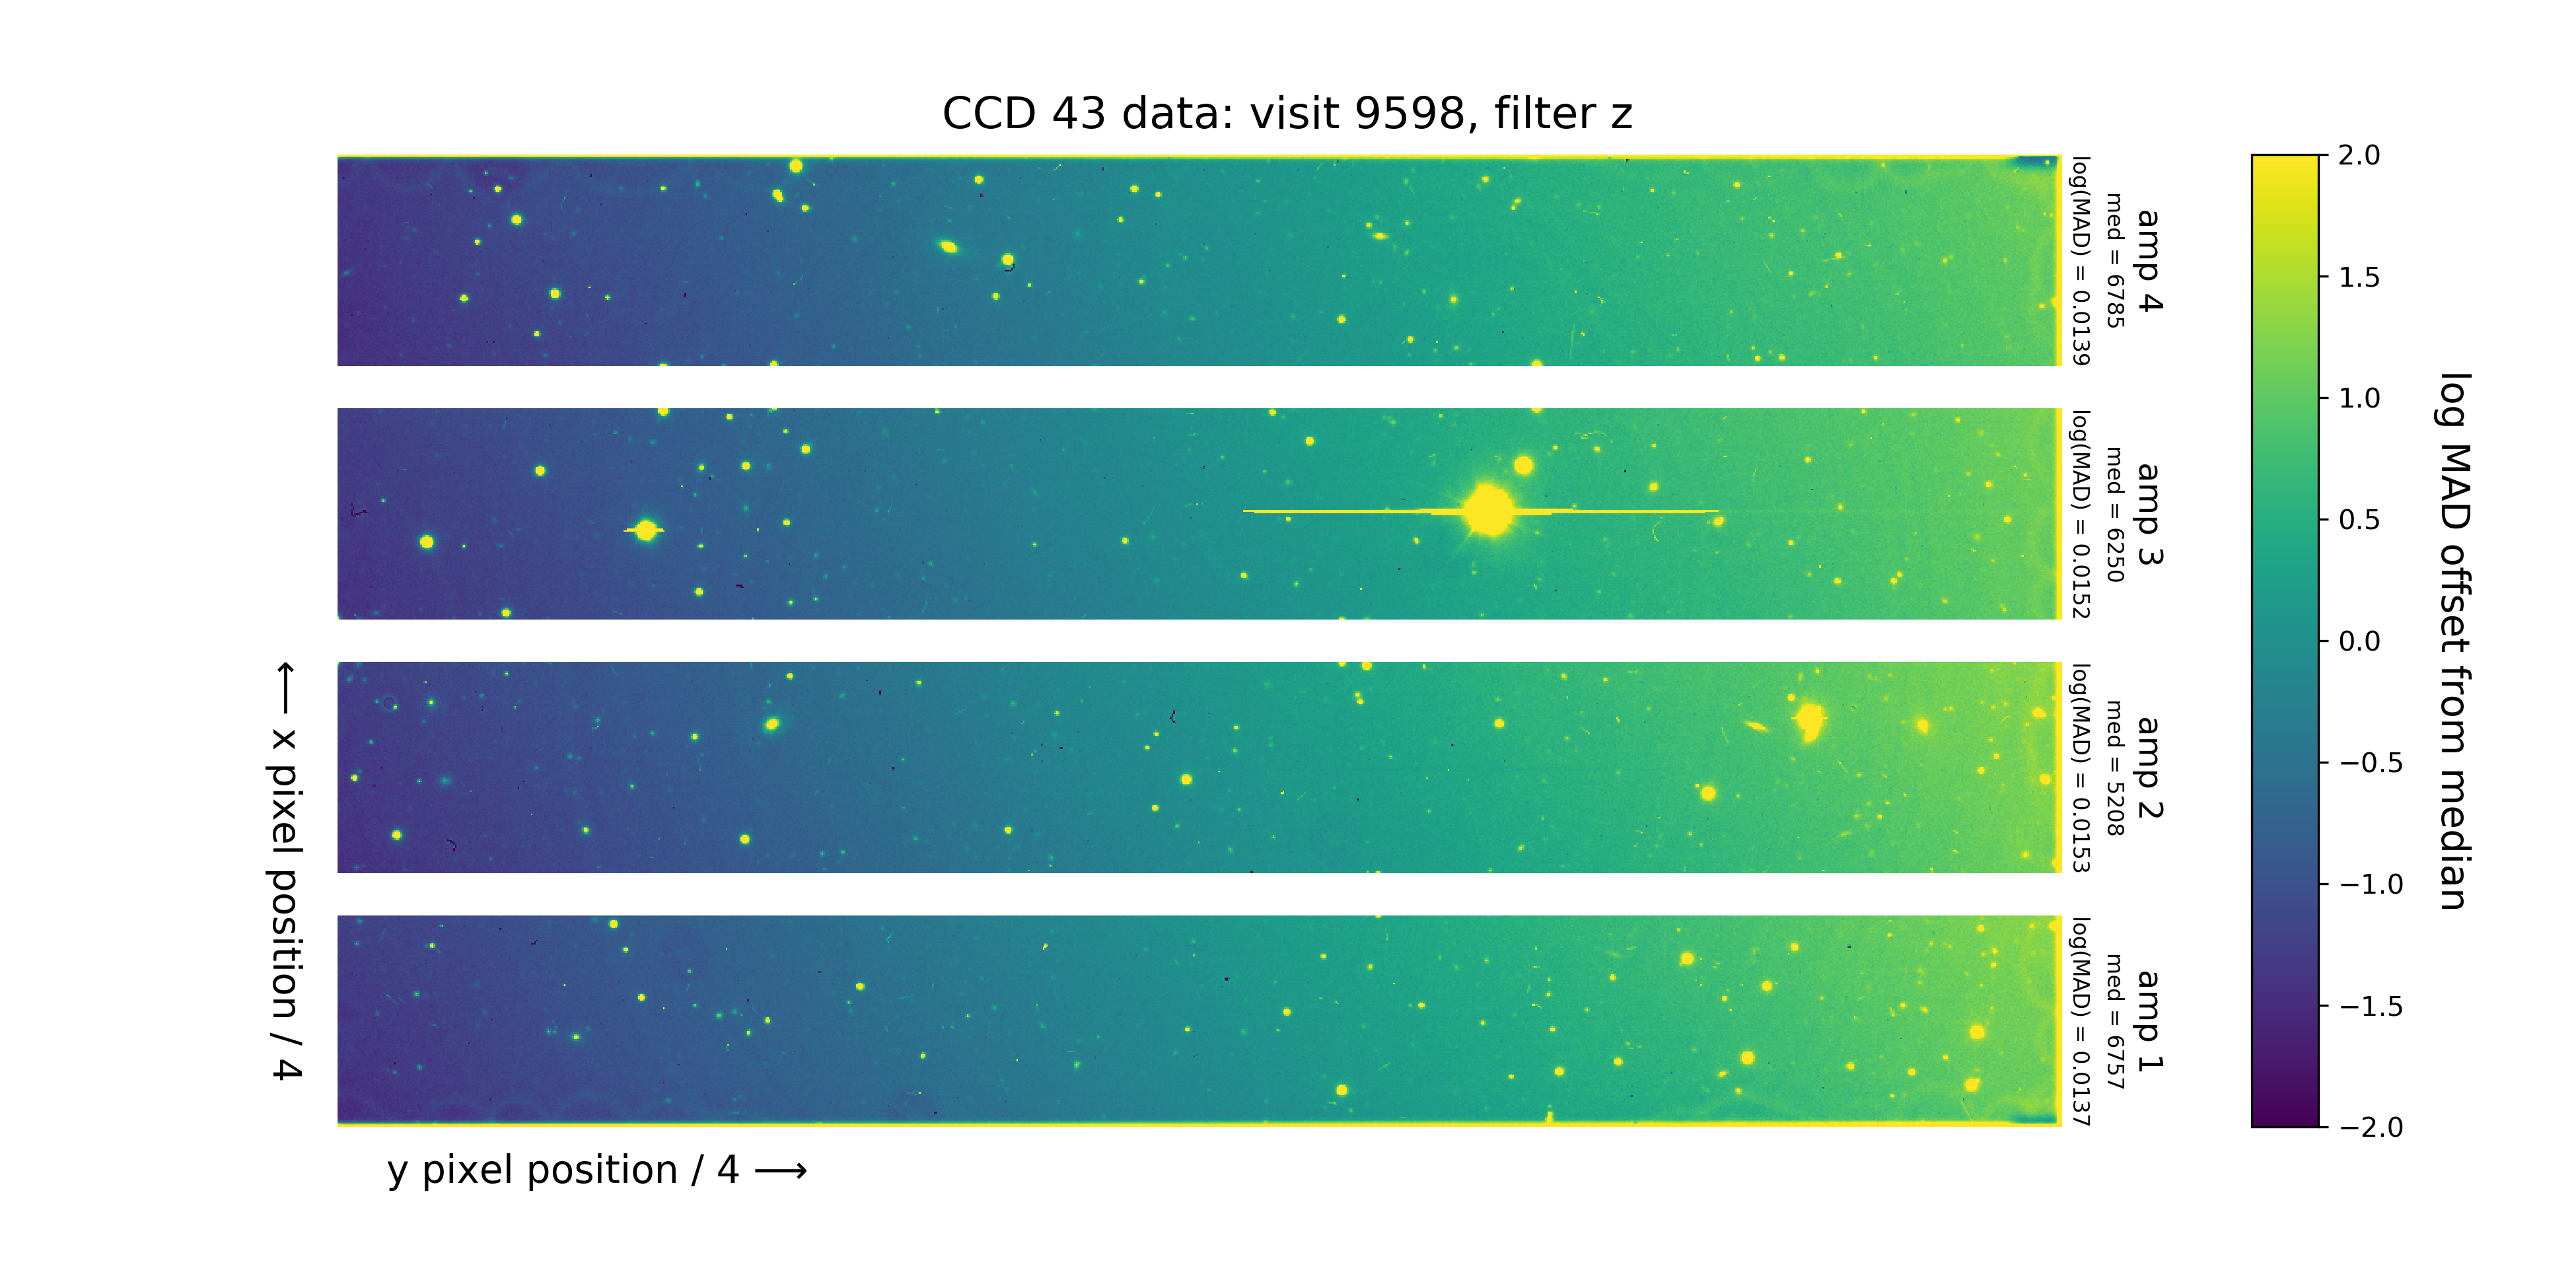 CCD 43 data: visit 9598, filter z
amp 4
med = 6785
log(MAD) = 0.0139
amp 3
med = 6250
log(MAD) = 0.0152
amp 2
med = 5208
log(MAD) = 0.0153
amp 1
med = 6757
log(MAD) = 0.0137
⟵ x pixel position / 4
y pixel position / 4 ⟶
2.0
1.5
1.0
0.5
0.0
−0.5
−1.0
−1.5
−2.0
log MAD offset from median